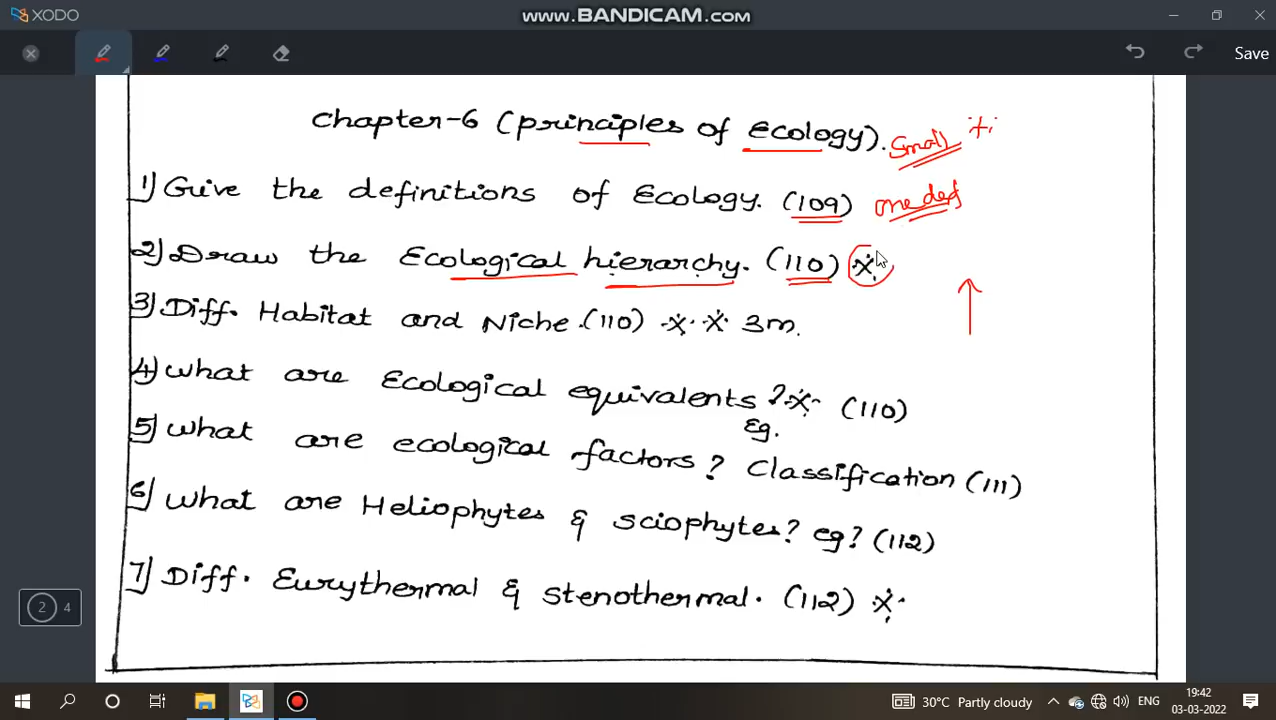 XODO
WWW.BANDICAM.COM
Save
Chapter-6 (principles of Ecology). Small
1) Give the definitions of Ecology. (109) one def
2) Draw the Ecological hierarchy. (110)
3) Diff. Habitat and Niche. (110) 3m.
4) What are Ecological equivalents? (110)
Eg.
5) What are ecological factors? Classification (111)
6) What are Heliophytes & sciophytes? eg? (112)
7) Diff. Eurythermal & stenothermal. (112)
2 4
30°C Partly cloudy
ENG
19:42
03-03-2022